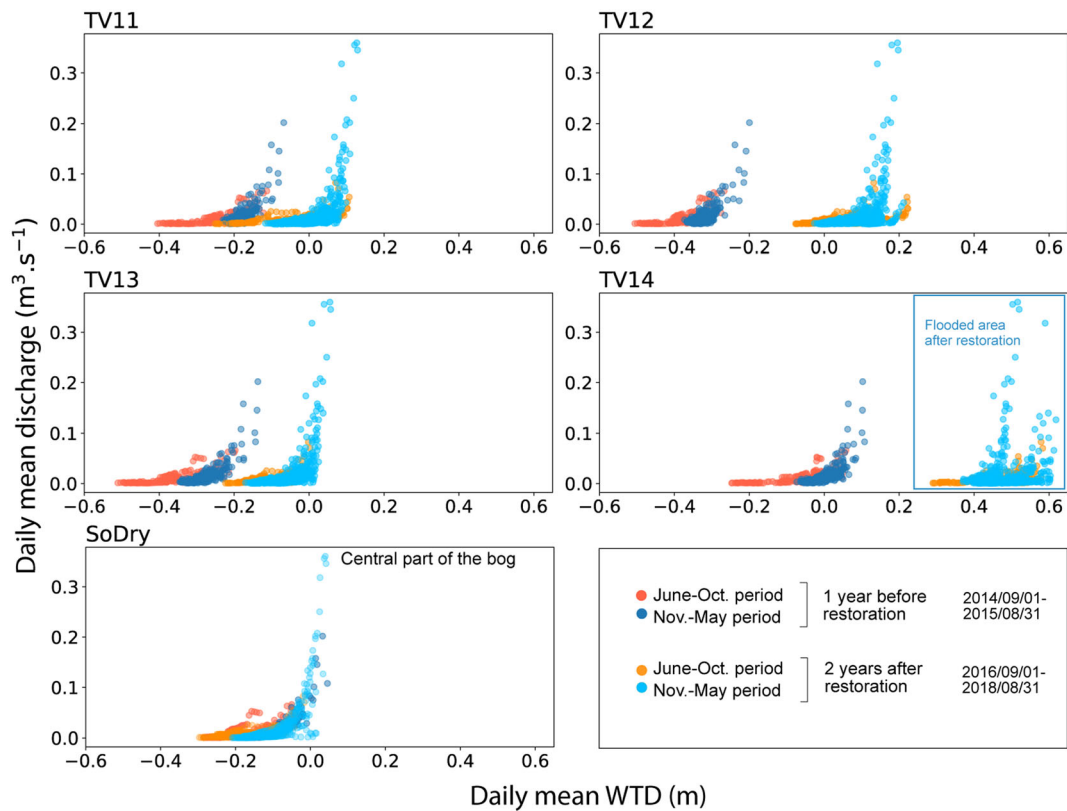 TV11
TV12
0.3
0.2
0.1
0.0
−0.6 −0.4 −0.2 0.0 0.2 0.4 0.6
0.3
0.2
0.1
0.0
−0.6 −0.4 −0.2 0.0 0.2 0.4 0.6
TV13
TV14
0.3
0.2
0.1
0.0
−0.6 −0.4 −0.2 0.0 0.2 0.4 0.6
0.3
0.2
0.1
0.0
Flooded area
after restoration
−0.6 −0.4 −0.2 0.0 0.2 0.4 0.6
Daily mean discharge (m³.s⁻¹)
SoDry
Central part of the bog
0.3
0.2
0.1
0.0
−0.6 −0.4 −0.2 0.0 0.2 0.4 0.6
Daily mean WTD (m)
June-Oct. period
Nov.-May period
1 year before
restoration
2014/09/01-
2015/08/31
June-Oct. period
Nov.-May period
2 years after
restoration
2016/09/01-
2018/08/31